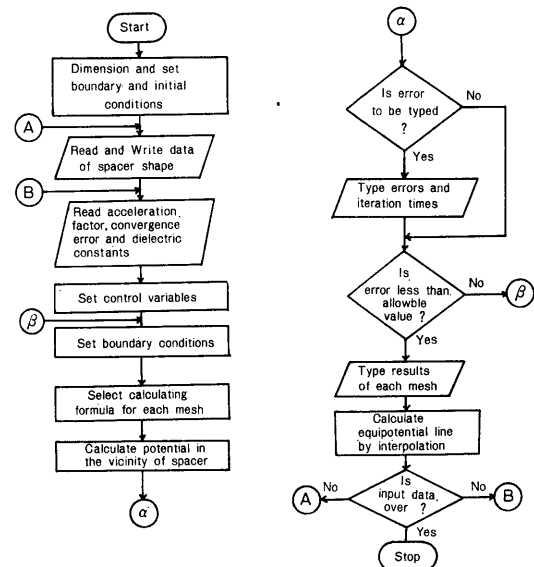 Start
Dimension and set
boundary and initial
conditions
A
Read and Write data
of spacer shape
B
Read acceleration
factor, convergence
error and dielectric
constants
Set control variables
β
Set boundary conditions
Select calculating
formula for each mesh
Calculate potential in
the vicinity of spacer
α
α
Is error
to be typed
?
No
Yes
Type errors and
iteration times
Is
error less than
allowble
value ?
No
β
Yes
Type results
of each mesh
Calculate
equipotential line
by interpolation
A
No
Is
input data
over ?
No
B
Yes
Stop